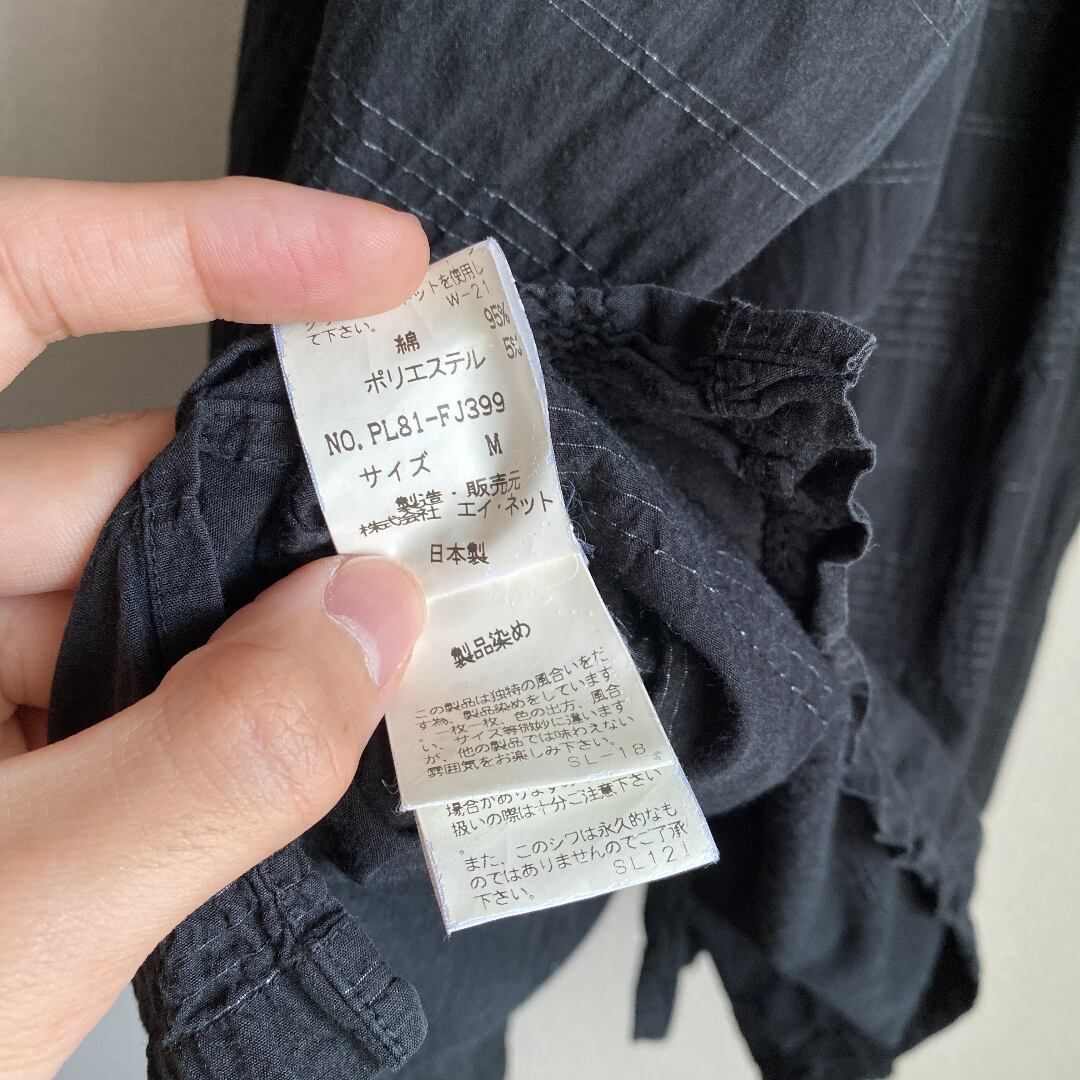 ットを使用し
て下さい。 W-21
綿 95%
ポリエステル 5%
NO.PL81-FJ399
サイズ M
製造・販売元
株式会社 エイ・ネット
日本製
製品染め
この製品は独特の風合いをだ
す為、製品染めをしています
。一枚一枚、色の出方、風合
い、サイズ等微妙に違います
が、他の製品では味わえない
雰囲気をお楽しみ下さい。
SL-18
場合があります
扱いの際は十分ご注意下さい
。
また、このシワは永久的なも
のではありませんのでご了承
下さい。 SL121